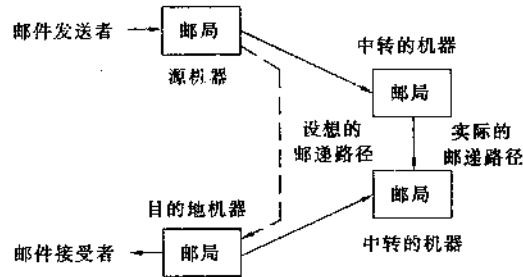 邮件发送者
邮局
源机器
中转的机器
邮局
设想的
邮递路径
实际的
邮递路径
目的地机器
邮局
中转的机器
邮件接受者
邮局